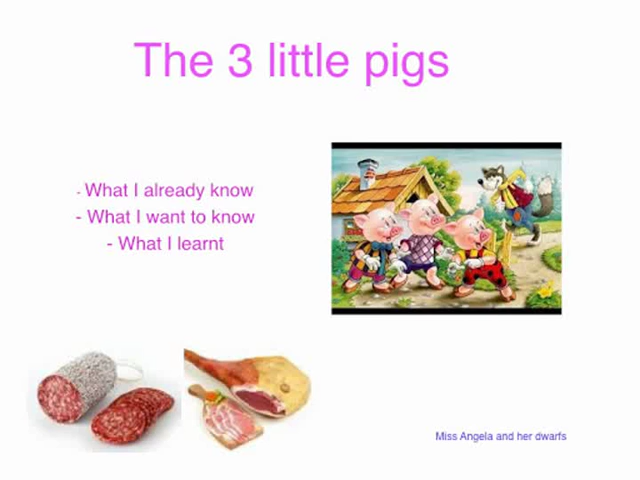 The 3 little pigs
- What I already know
- What I want to know
- What I learnt
Miss Angela and her dwarfs